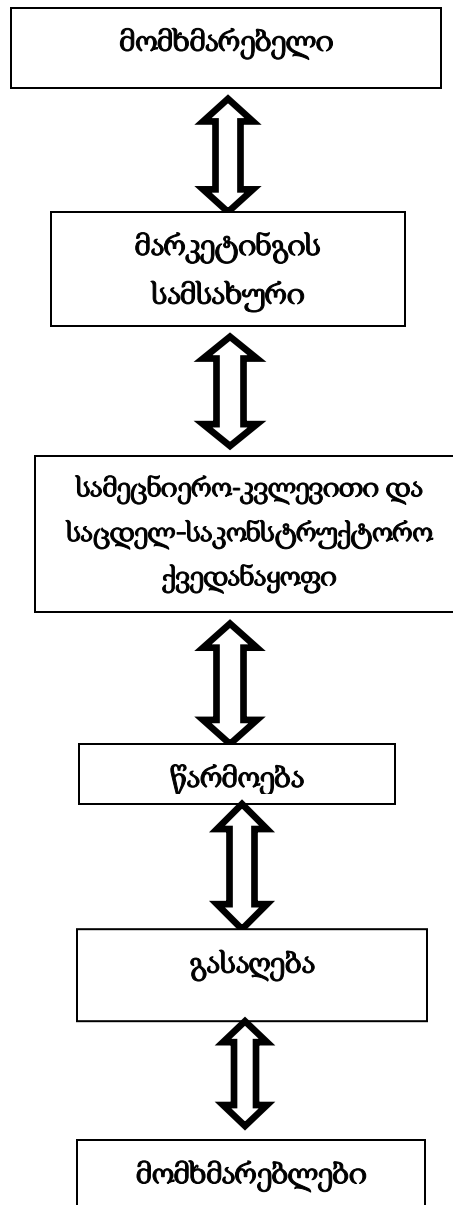 მომხმარებელი
მარკეტინგის
სამსახური
სამეცნიერო-კვლევითი და
საცდელ-საკონსტრუქტორო
ქვედანაყოფი
წარმოება
გასაღება
მომხმარებლები